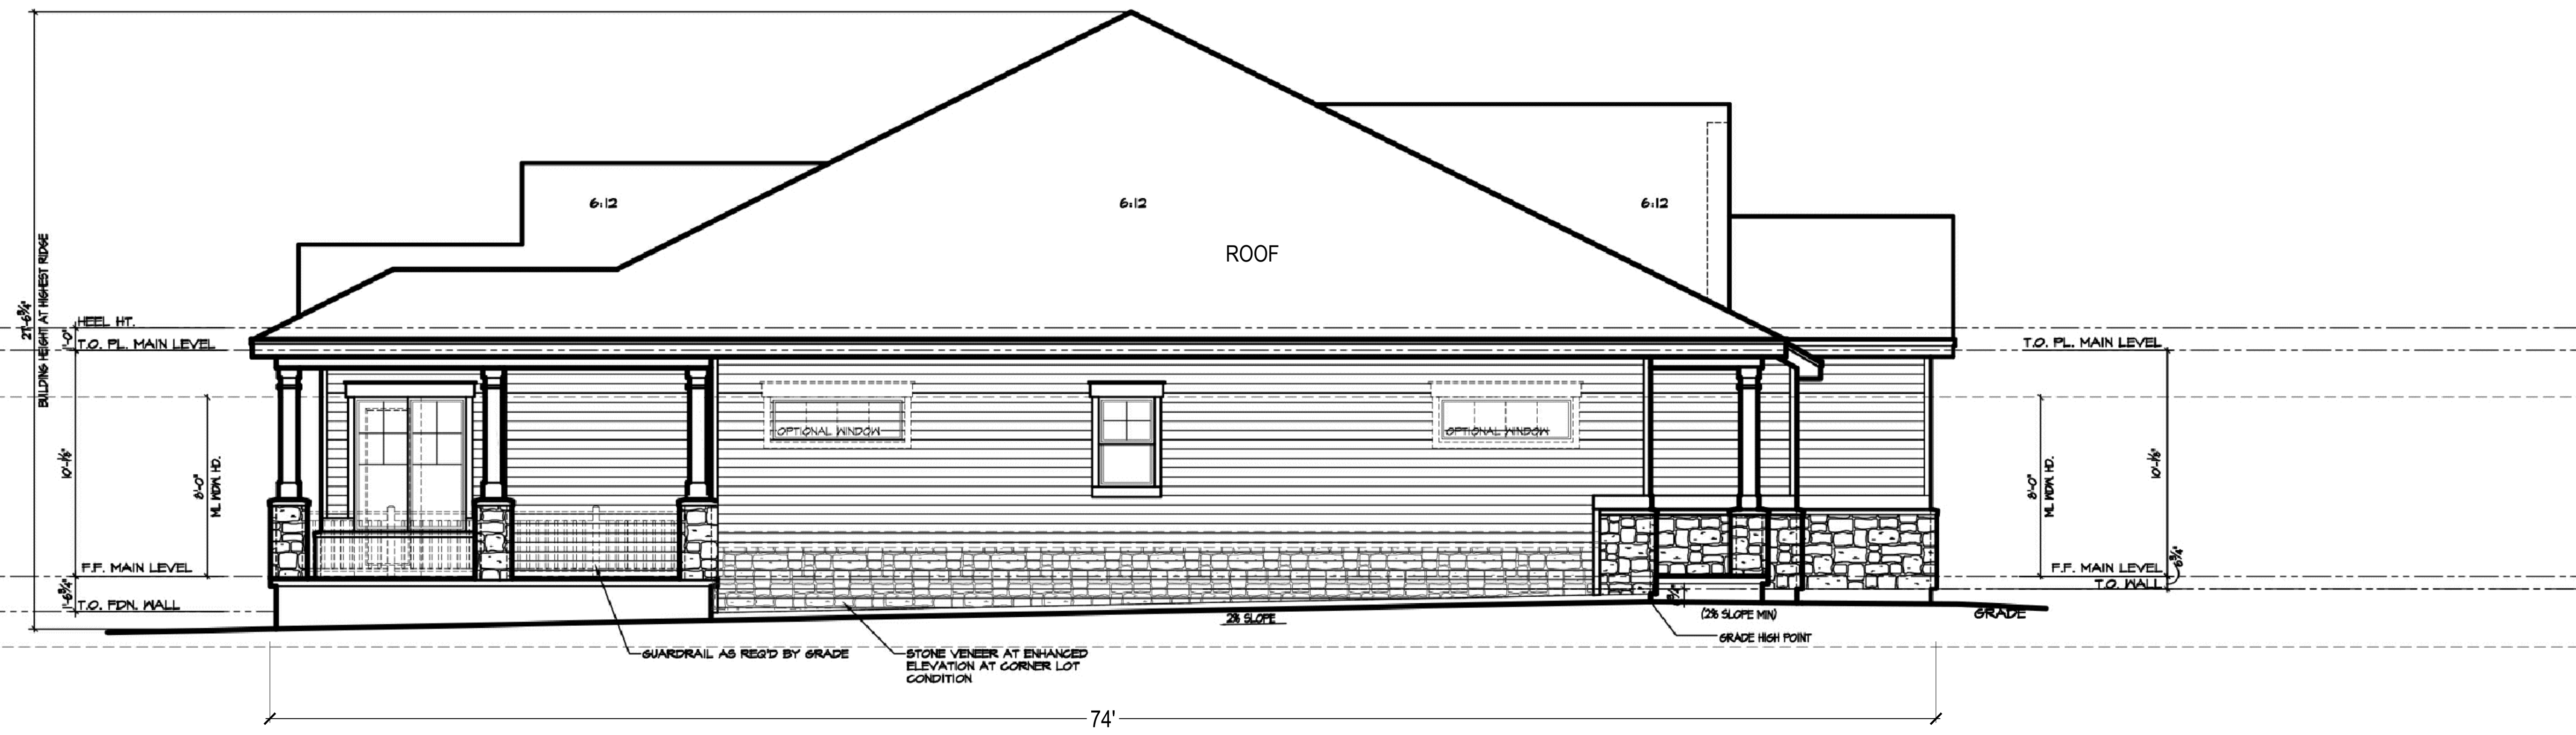 6:12
6:12
6:12
ROOF
27'-6¾"
BUILDING HEIGHT AT HIGHEST RIDGE
HEEL HT.
1'-0"
T.O. PL. MAIN LEVEL
T.O. PL. MAIN LEVEL
10'-1⅛"
8'-0"
ML WDW. HD.
OPTIONAL WINDOW
OPTIONAL WINDOW
8'-0"
ML WDW. HD.
10'-1⅛"
F.F. MAIN LEVEL
1'-6¾"
T.O. FDN. WALL
F.F. MAIN LEVEL
T.O. WALL
6¾"
2% SLOPE
(2% SLOPE MIN)
GRADE
GRADE HIGH POINT
GUARDRAIL AS REQ'D BY GRADE
STONE VENEER AT ENHANCED
ELEVATION AT CORNER LOT
CONDITION
74'